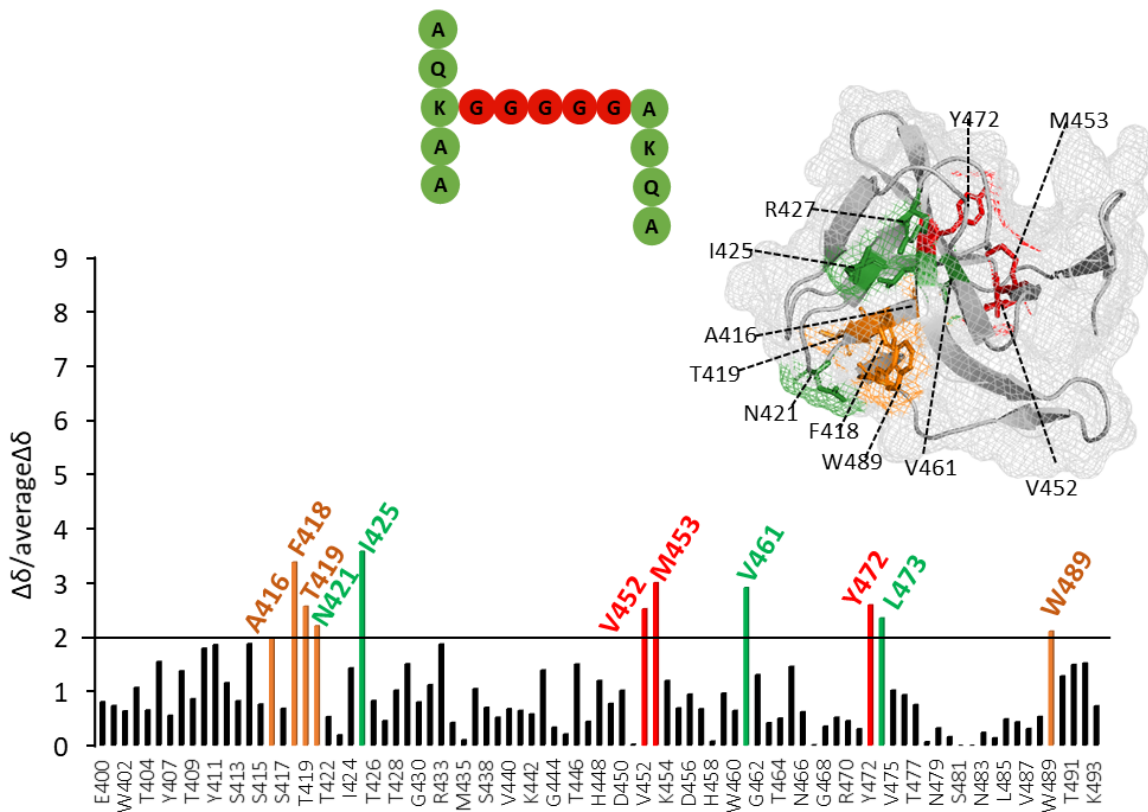 A
Q
K G G G G G A
A K
A Q
A
Y472
M453
R427
I425
A416
T419
N421
F418
W489
V461
V452
Δδ/averageΔδ
9
8
7
6
5
4
3
2
1
0
A416
F418
T419
N421
I425
V452
M453
V461
Y472
L473
W489
E400
W402
T404
Y407
T409
Y411
S413
S415
S417
T419
T422
I424
T426
T428
G430
R433
M435
S438
V440
K442
G444
T446
H448
D450
V452
K454
D456
H458
W460
G462
T464
N466
G468
R470
Y472
V475
T477
N479
S481
N483
L485
V487
W489
T491
K493